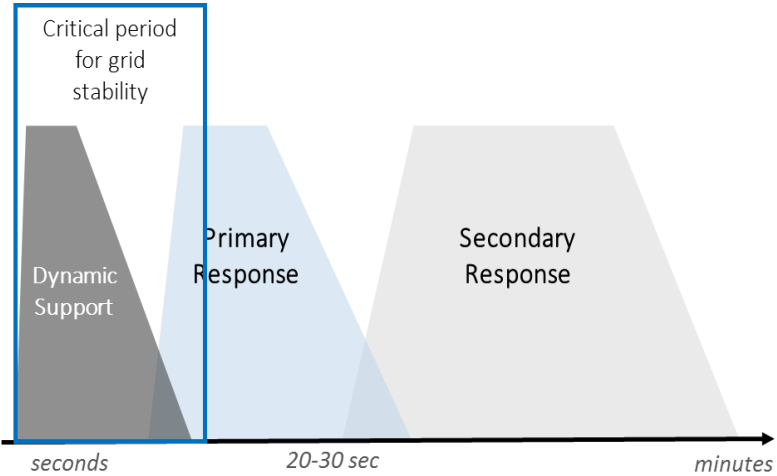 Critical period
for grid
stability
Dynamic
Support
Primary
Response
Secondary
Response
seconds
20-30 sec
minutes